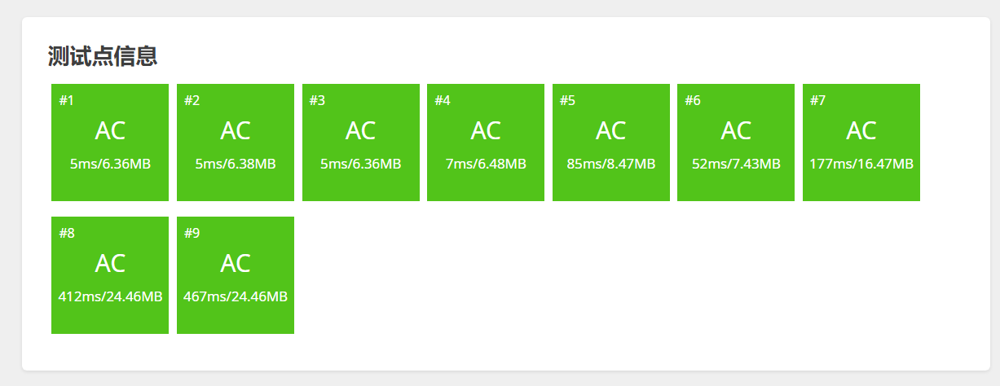 测试点信息
#1
AC
5ms/6.36MB
#2
AC
5ms/6.38MB
#3
AC
5ms/6.36MB
#4
AC
7ms/6.48MB
#5
AC
85ms/8.47MB
#6
AC
52ms/7.43MB
#7
AC
177ms/16.47MB
#8
AC
412ms/24.46MB
#9
AC
467ms/24.46MB